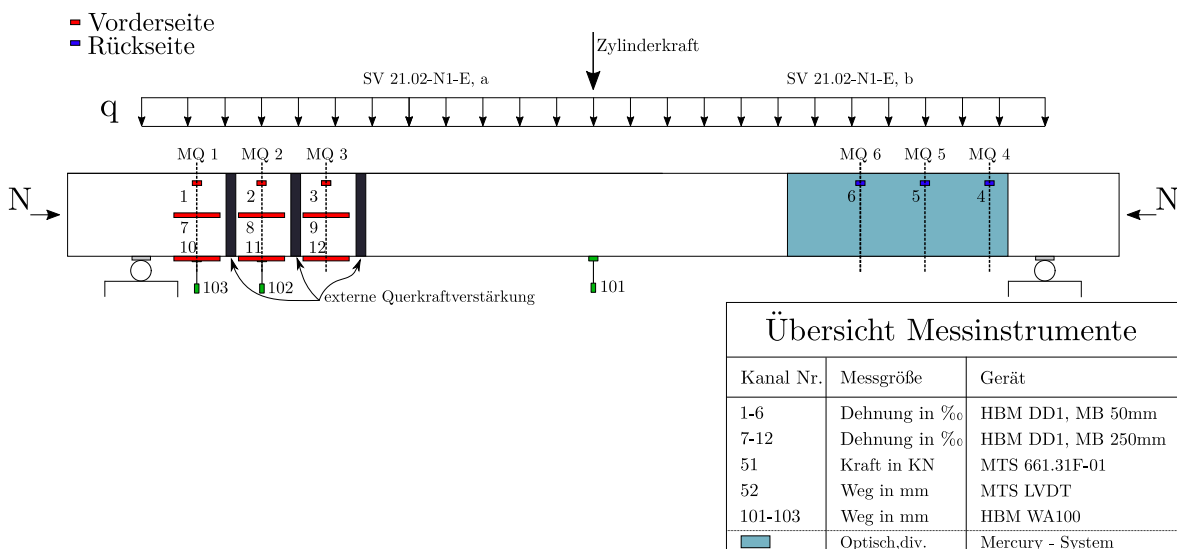 Vorderseite
Rückseite
Zylinderkraft
SV 21.02-N1-E, a
SV 21.02-N1-E, b
q
MQ 1 MQ 2 MQ 3
MQ 6 MQ 5 MQ 4
N
N
1 2 3
6 5 4
7 8 9
10 11 12
103 102 101
externe Querkraftverstärkung
Übersicht Messinstrumente
Kanal Nr. Messgröße Gerät
1-6 Dehnung in ‰ HBM DD1, MB 50mm
7-12 Dehnung in ‰ HBM DD1, MB 250mm
51 Kraft in KN MTS 661.31F-01
52 Weg in mm MTS LVDT
101-103 Weg in mm HBM WA100
Optisch,div. Mercury - System